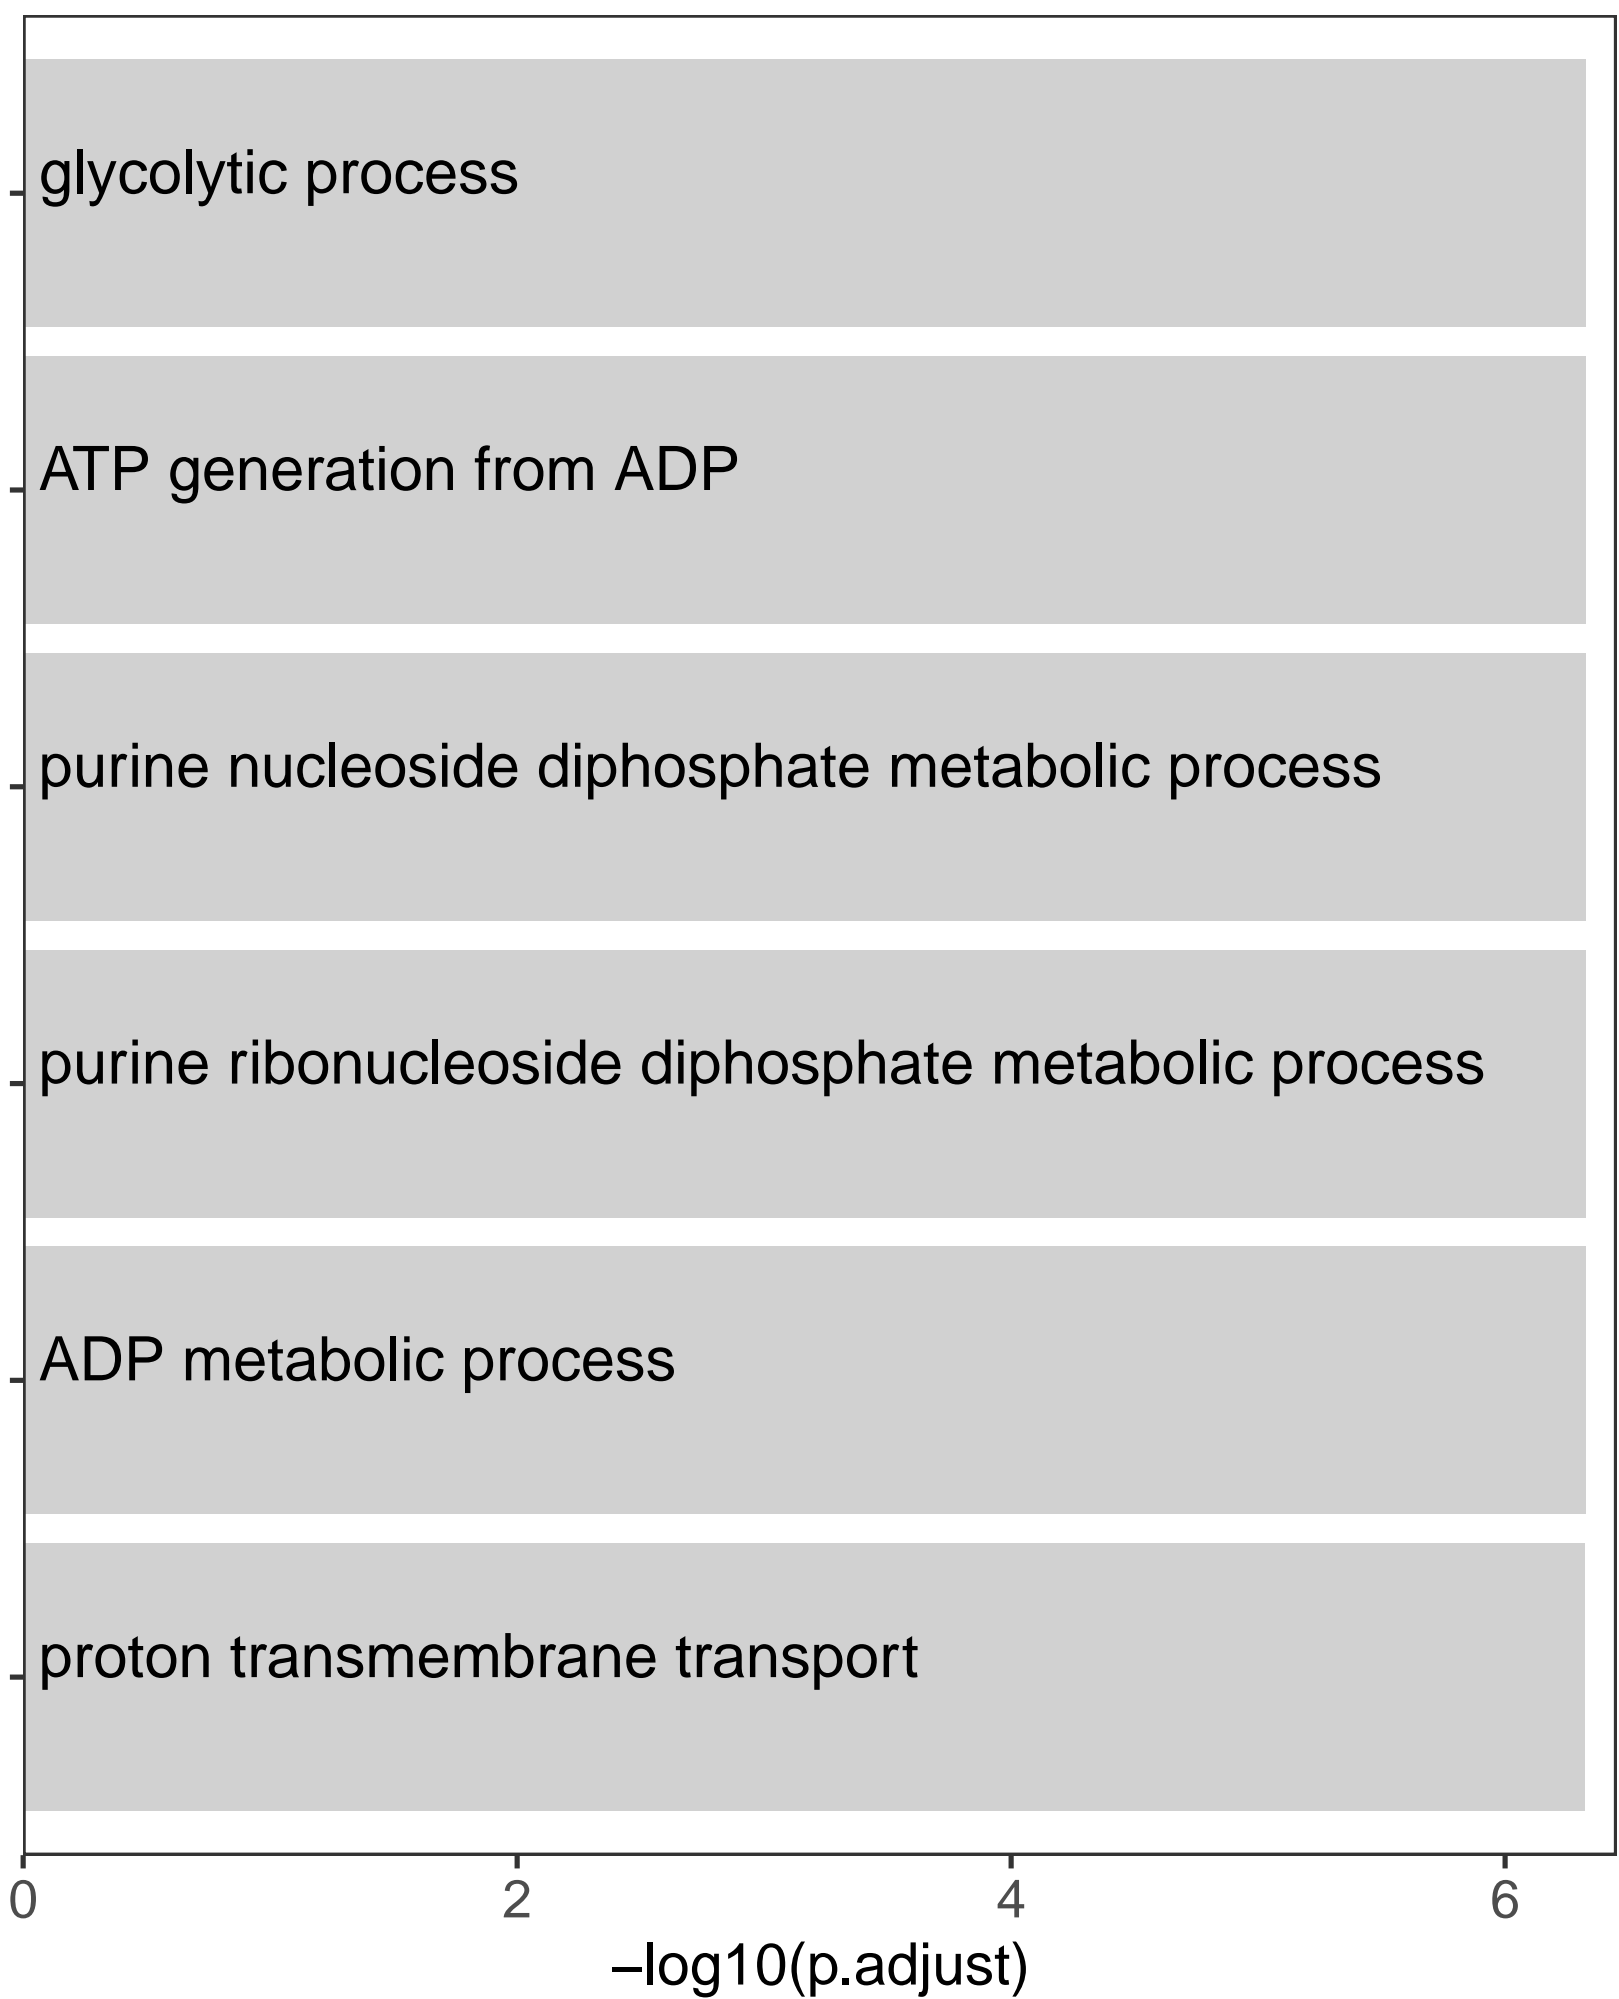 glycolytic process
ATP generation from ADP
purine nucleoside diphosphate metabolic process
purine ribonucleoside diphosphate metabolic process
ADP metabolic process
proton transmembrane transport
0 2 4 6
–log10(p.adjust)